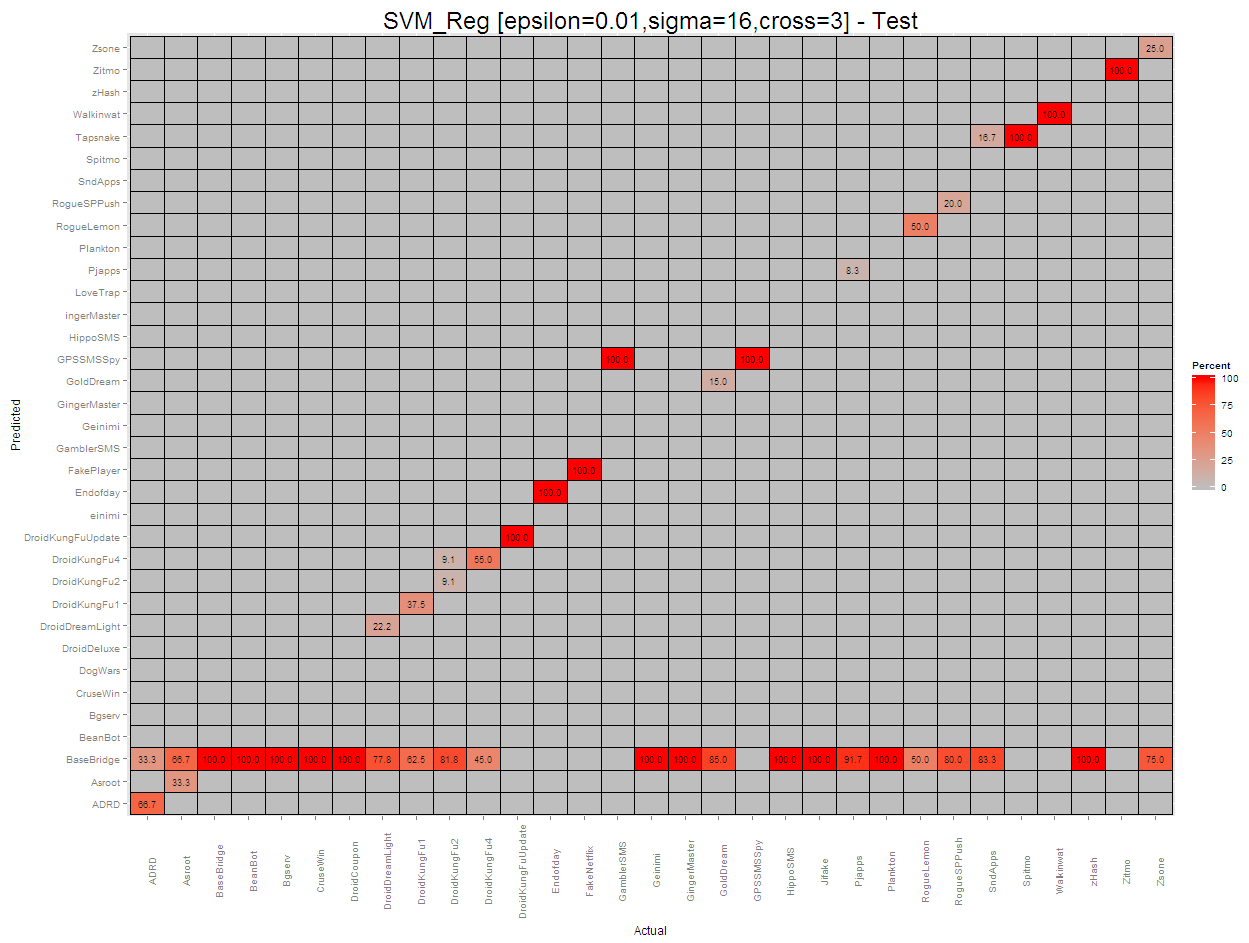 SVM_Reg [epsilon=0.01,sigma=16,cross=3] - Test
Zsone 25.0
Zitmo 100.0
zHash
Walkinwat 100.0
Tapsnake 16.7 100.0
Spitmo
SndApps
RogueSPPush 20.0
RogueLemon 50.0
Plankton
Pjapps 8.3
LoveTrap
ingerMaster
HippoSMS
GPSSMSSpy 100.0 100.0
GoldDream 15.0
GingerMaster
Geinimi
GamblerSMS
FakePlayer 100.0
Endofday 100.0
einimi
DroidKungFuUpdate 100.0
DroidKungFu4 9.1 55.0
DroidKungFu2 9.1
DroidKungFu1 37.5
DroidDreamLight 22.2
DroidDeluxe
DogWars
CruseWin
Bgserv
BeanBot
BaseBridge 33.3 66.7 100.0 100.0 100.0 100.0 100.0 77.8 62.5 81.8 45.0 100.0 100.0 85.0 100.0 100.0 91.7 100.0 50.0 80.0 83.3 100.0 75.0
Asroot 33.3
ADRD 66.7
Predicted
ADRD
Asroot
BaseBridge
BeanBot
Bgserv
CruseWin
DroidCoupon
DroidDreamLight
DroidKungFu1
DroidKungFu2
DroidKungFu4
DroidKungFuUpdate
Endofday
FakeNetflix
GamblerSMS
Geinimi
GingerMaster
GoldDream
GPSSMSSpy
HippoSMS
Jifake
Pjapps
Plankton
RogueLemon
RogueSPPush
SndApps
Spitmo
Walkinwat
zHash
Zitmo
Zsone
Actual
Percent
100
75
50
25
0